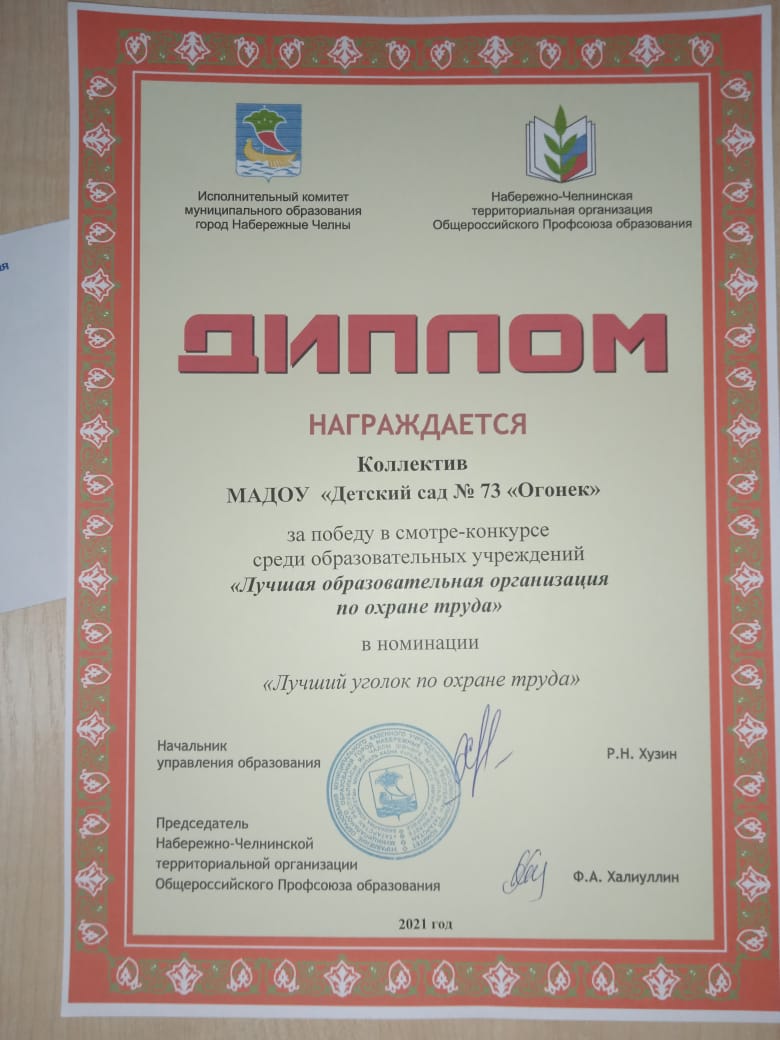 Исполнительный комитет
муниципального образования
город Набережные Челны
Набережно-Челнинская
территориальная организация
Общероссийского Профсоюза образования
ДИПЛОМ
НАГРАЖДАЕТСЯ
Коллектив
МАДОУ «Детский сад № 73 «Огонек»
за победу в смотре-конкурсе
среди образовательных учреждений
«Лучшая образовательная организация
по охране труда»
в номинации
«Лучший уголок по охране труда»
Начальник
управления образования
Р.Н. Хузин
Председатель
Набережно-Челнинской
территориальной организации
Общероссийского Профсоюза образования
Ф.А. Халиуллин
2021 год